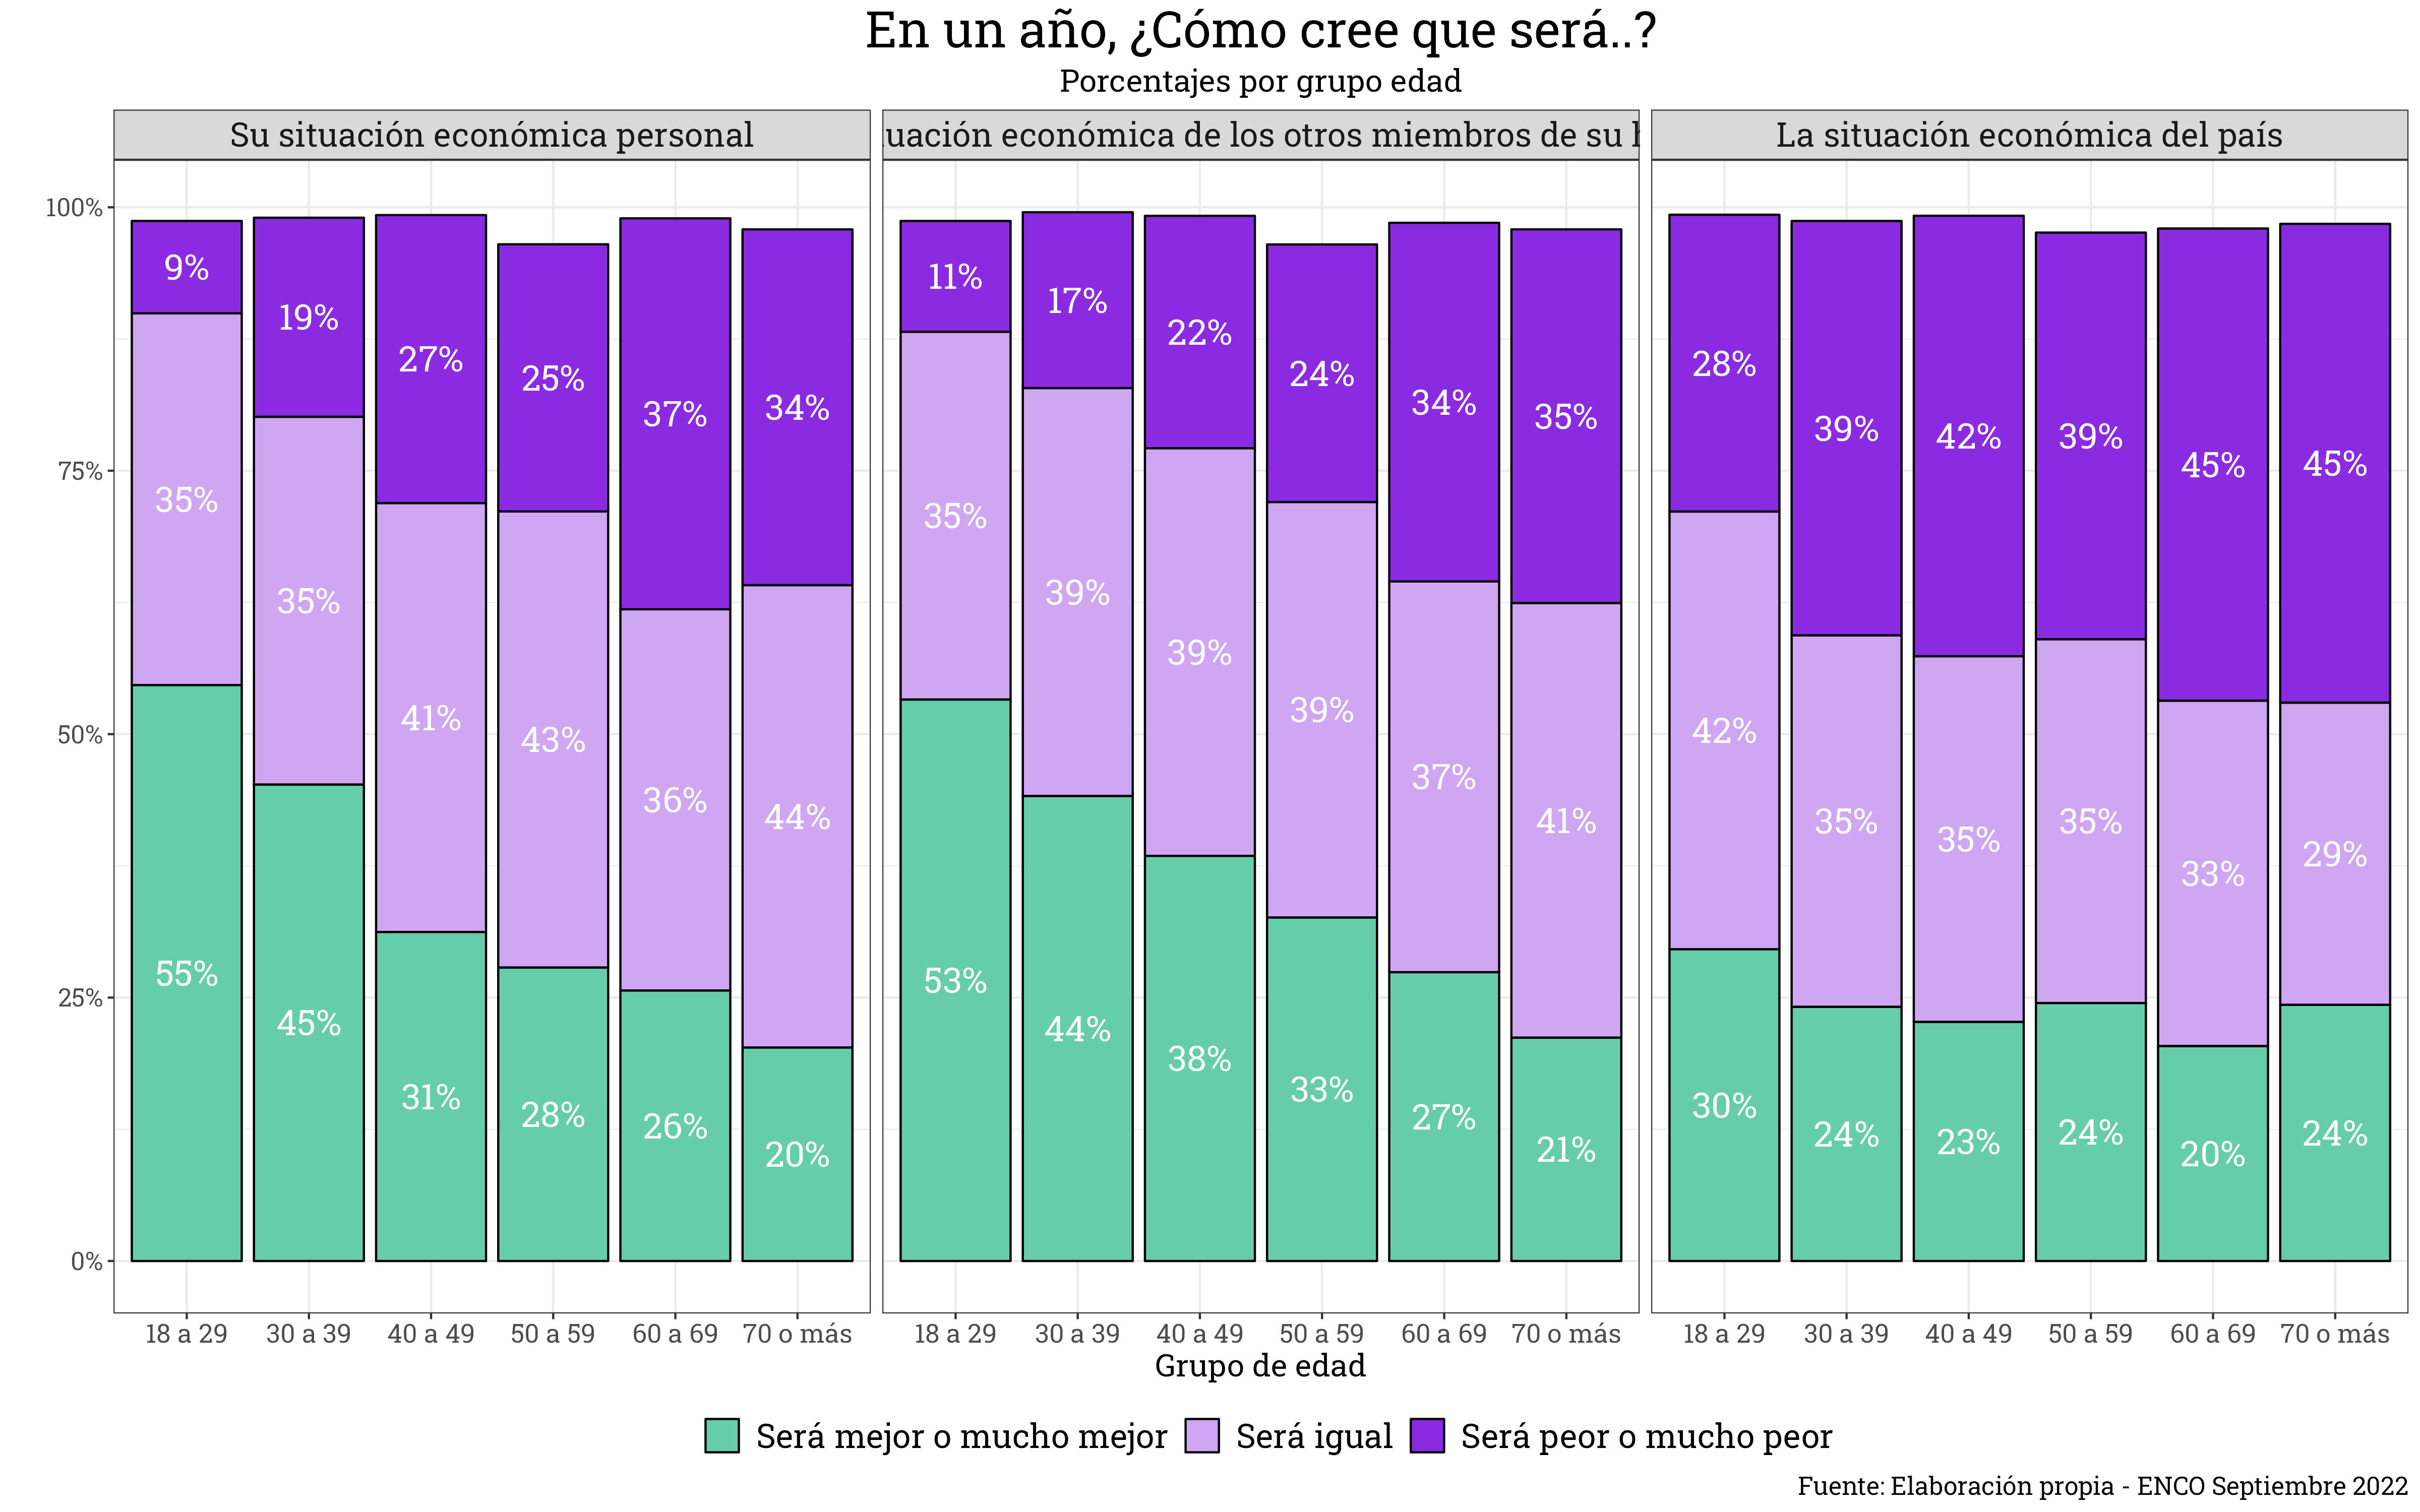 En un año, ¿Cómo cree que será..?
Porcentajes por grupo edad
Su situación económica personal
uación económica de los otros miembros de su h
La situación económica del país
100%
75%
50%
25%
0%
9% 19% 27% 25% 37% 34%
35% 35% 41% 43% 36% 44%
55% 45% 31% 28% 26% 20%
11% 17% 22% 24% 34% 35%
35% 39% 39% 39% 37% 41%
53% 44% 38% 33% 27% 21%
28% 39% 42% 39% 45% 45%
42% 35% 35% 35% 33% 29%
30% 24% 23% 24% 20% 24%
18 a 29 30 a 39 40 a 49 50 a 59 60 a 69 70 o más
18 a 29 30 a 39 40 a 49 50 a 59 60 a 69 70 o más
18 a 29 30 a 39 40 a 49 50 a 59 60 a 69 70 o más
Grupo de edad
Será mejor o mucho mejor Será igual Será peor o mucho peor
Fuente: Elaboración propia - ENCO Septiembre 2022